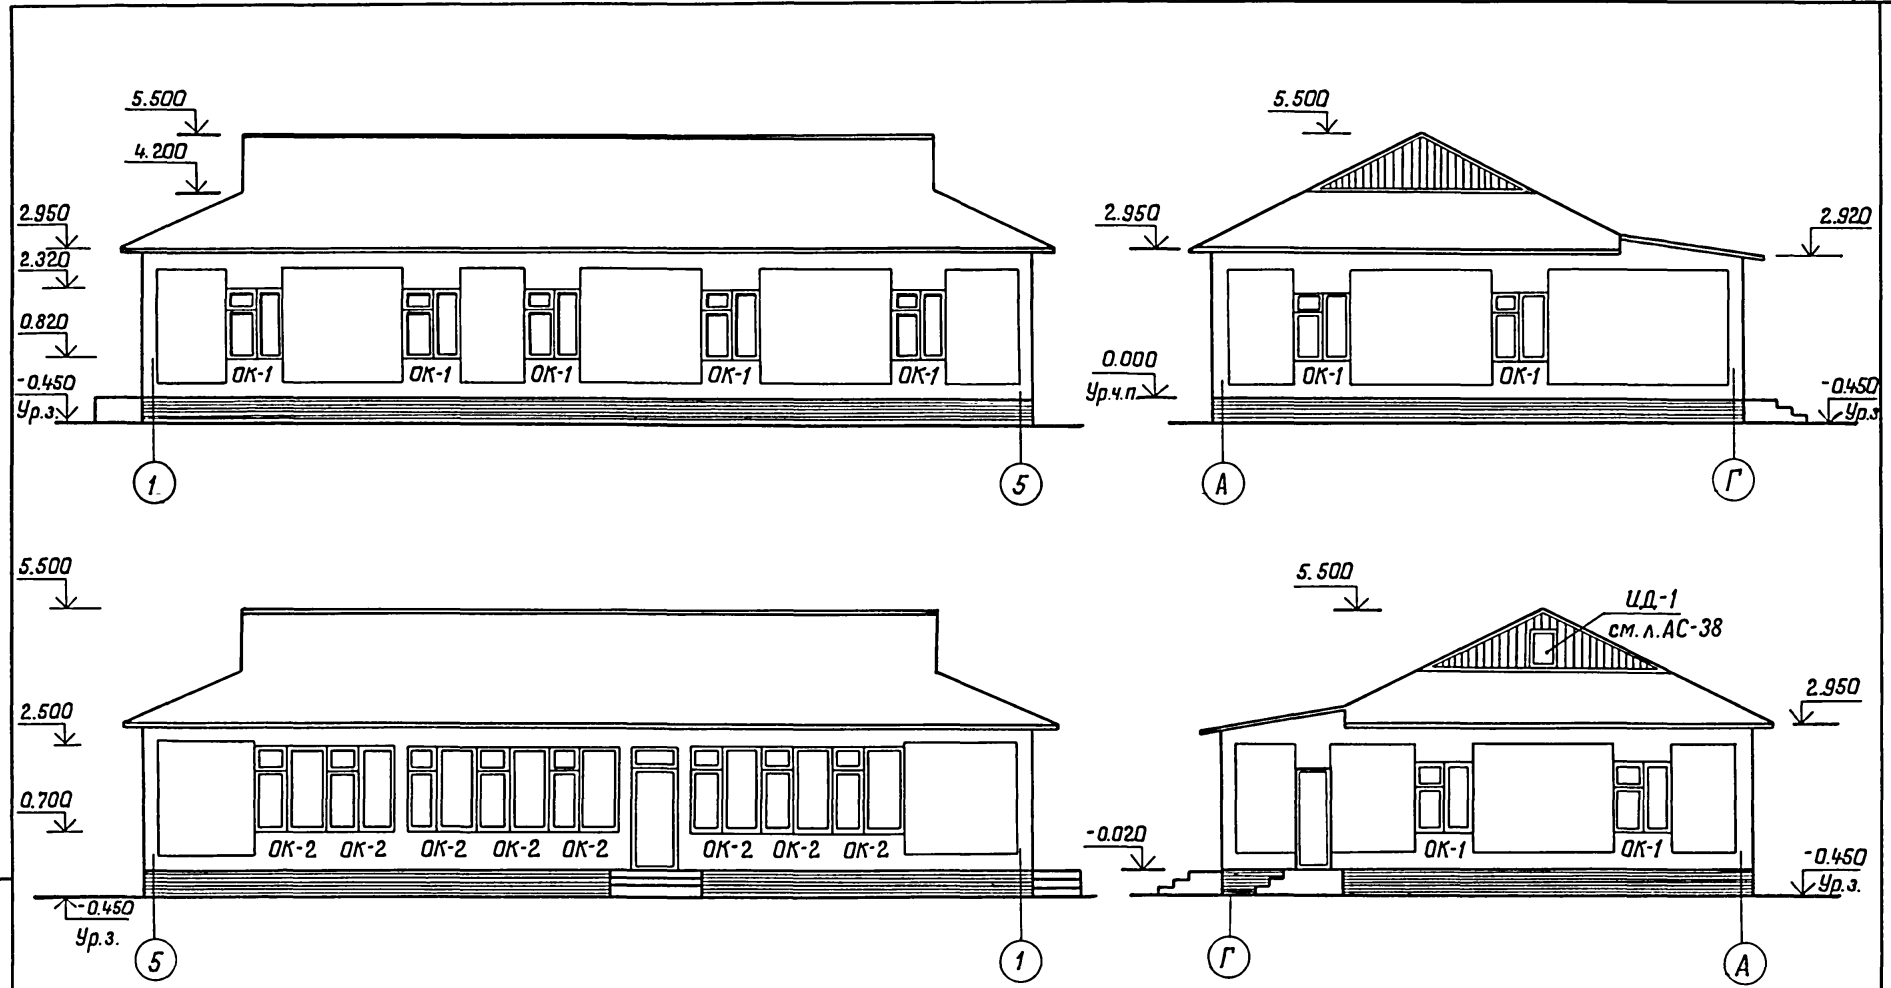 5.500
4.200
2.950
2.320
0.820
-0.450
Ур.з.
ОК-1 ОК-1 ОК-1 ОК-1 ОК-1
1 5
5.500
2.950
2.920
0.000
Ур.ч.п.
-0.450
Ур.з.
ОК-1 ОК-1
А Г
5.500
2.500
0.700
-0.450
Ур.з.
ОК-2 ОК-2 ОК-2 ОК-2 ОК-2 ОК-2 ОК-2 ОК-2
5 1
5.500
ИД-1
см.л.АС-38
2.950
-0.020
-0.450
Ур.з.
ОК-1 ОК-1
Г А